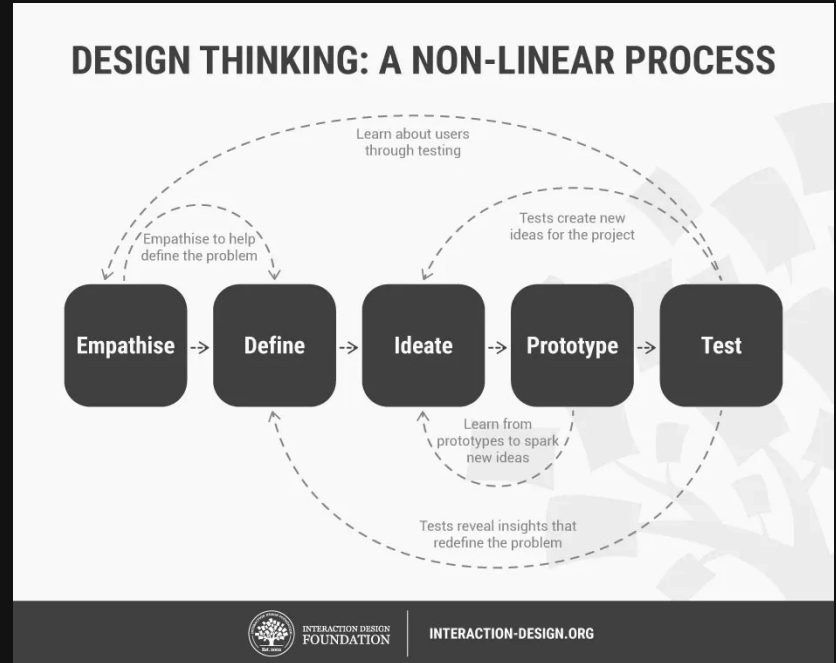 DESIGN THINKING: A NON-LINEAR PROCESS
Learn about users
through testing
Empathise to help
define the problem
Tests create new
ideas for the project
Empathise
Define
Ideate
Prototype
Test
Learn from
prototypes to spark
new ideas
Tests reveal insights that
redefine the problem
INTERACTION DESIGN
FOUNDATION
Est. 2002
INTERACTION-DESIGN.ORG